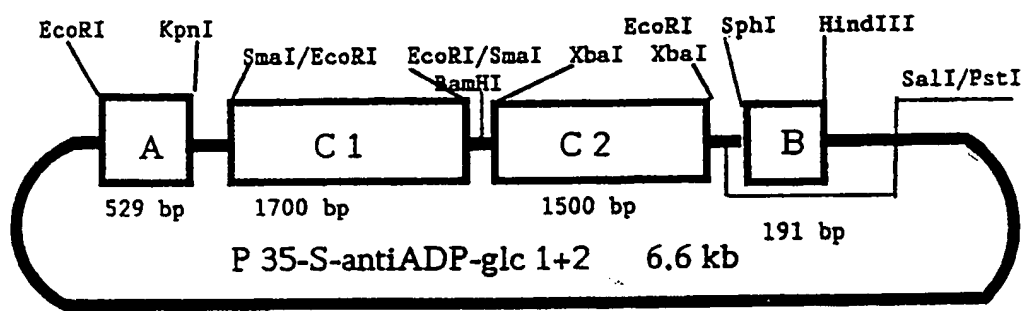 EcoRI KpnI EcoRI SphI HindIII
SmaI/EcoRI EcoRI/SmaI XbaI XbaI
BamHI SalI/PstI
A C 1 C 2 B
529 bp 1700 bp 1500 bp 191 bp
P 35-S-antiADP-glc 1+2 6.6 kb